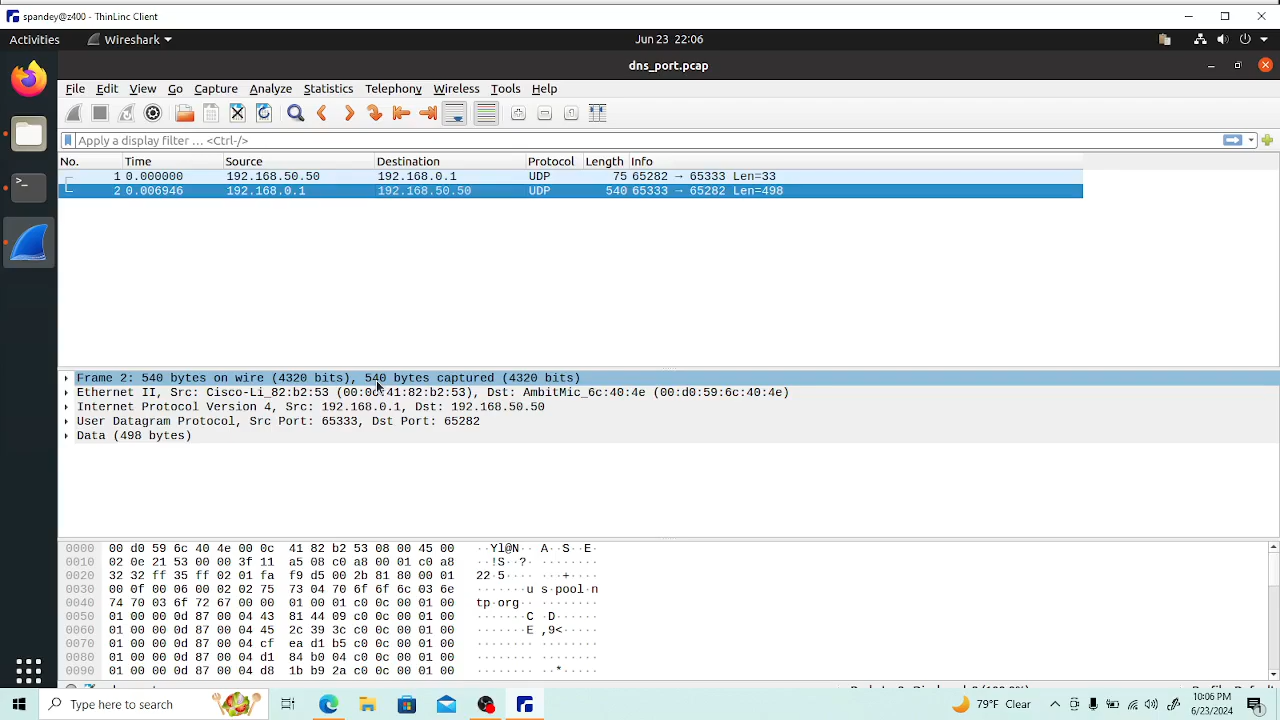 spandey@z400 - ThinLinc Client
Activities Wireshark Jun 23 22:06
dns_port.pcap
File Edit View Go Capture Analyze Statistics Telephony Wireless Tools Help
Apply a display filter … <Ctrl-/>
No. Time Source Destination Protocol Length Info
1 0.000000 192.168.50.50 192.168.0.1 UDP 75 65282 → 65333 Len=33
2 0.006946 192.168.0.1 192.168.50.50 UDP 540 65333 → 65282 Len=498
Frame 2: 540 bytes on wire (4320 bits), 540 bytes captured (4320 bits)
Ethernet II, Src: Cisco-Li_82:b2:53 (00:0c:41:82:b2:53), Dst: AmbitMic_6c:40:4e (00:d0:59:6c:40:4e)
Internet Protocol Version 4, Src: 192.168.0.1, Dst: 192.168.50.50
User Datagram Protocol, Src Port: 65333, Dst Port: 65282
Data (498 bytes)
0000 00 d0 59 6c 40 4e 00 0c 41 82 b2 53 08 00 45 00 ··Yl@N··A··S··E·
0010 02 0e 21 53 00 00 3f 11 a5 08 c0 a8 00 01 c0 a8 ··!S··?·········
0020 32 32 ff 35 ff 02 01 fa f9 d5 00 2b 81 80 00 01 22·5·······+····
0030 00 0f 00 06 00 02 02 75 73 04 70 6f 6f 6c 03 6e ·······us·pool·n
0040 74 70 03 6f 72 67 00 00 01 00 01 c0 0c 00 01 00 tp·org··········
0050 01 00 00 0d 87 00 04 43 81 44 09 c0 0c 00 01 00 ·······C·D······
0060 01 00 00 0d 87 00 04 45 2c 39 3c c0 0c 00 01 00 ·······E,9<·····
0070 01 00 00 0d 87 00 04 cf ea d1 b5 c0 0c 00 01 00 ················
0080 01 00 00 0d 87 00 04 d1 84 b0 04 c0 0c 00 01 00 ················
0090 01 00 00 0d 87 00 04 d8 1b b9 2a c0 0c 00 01 00 ··········*·····
Type here to search 79°F Clear 10:06 PM
6/23/2024